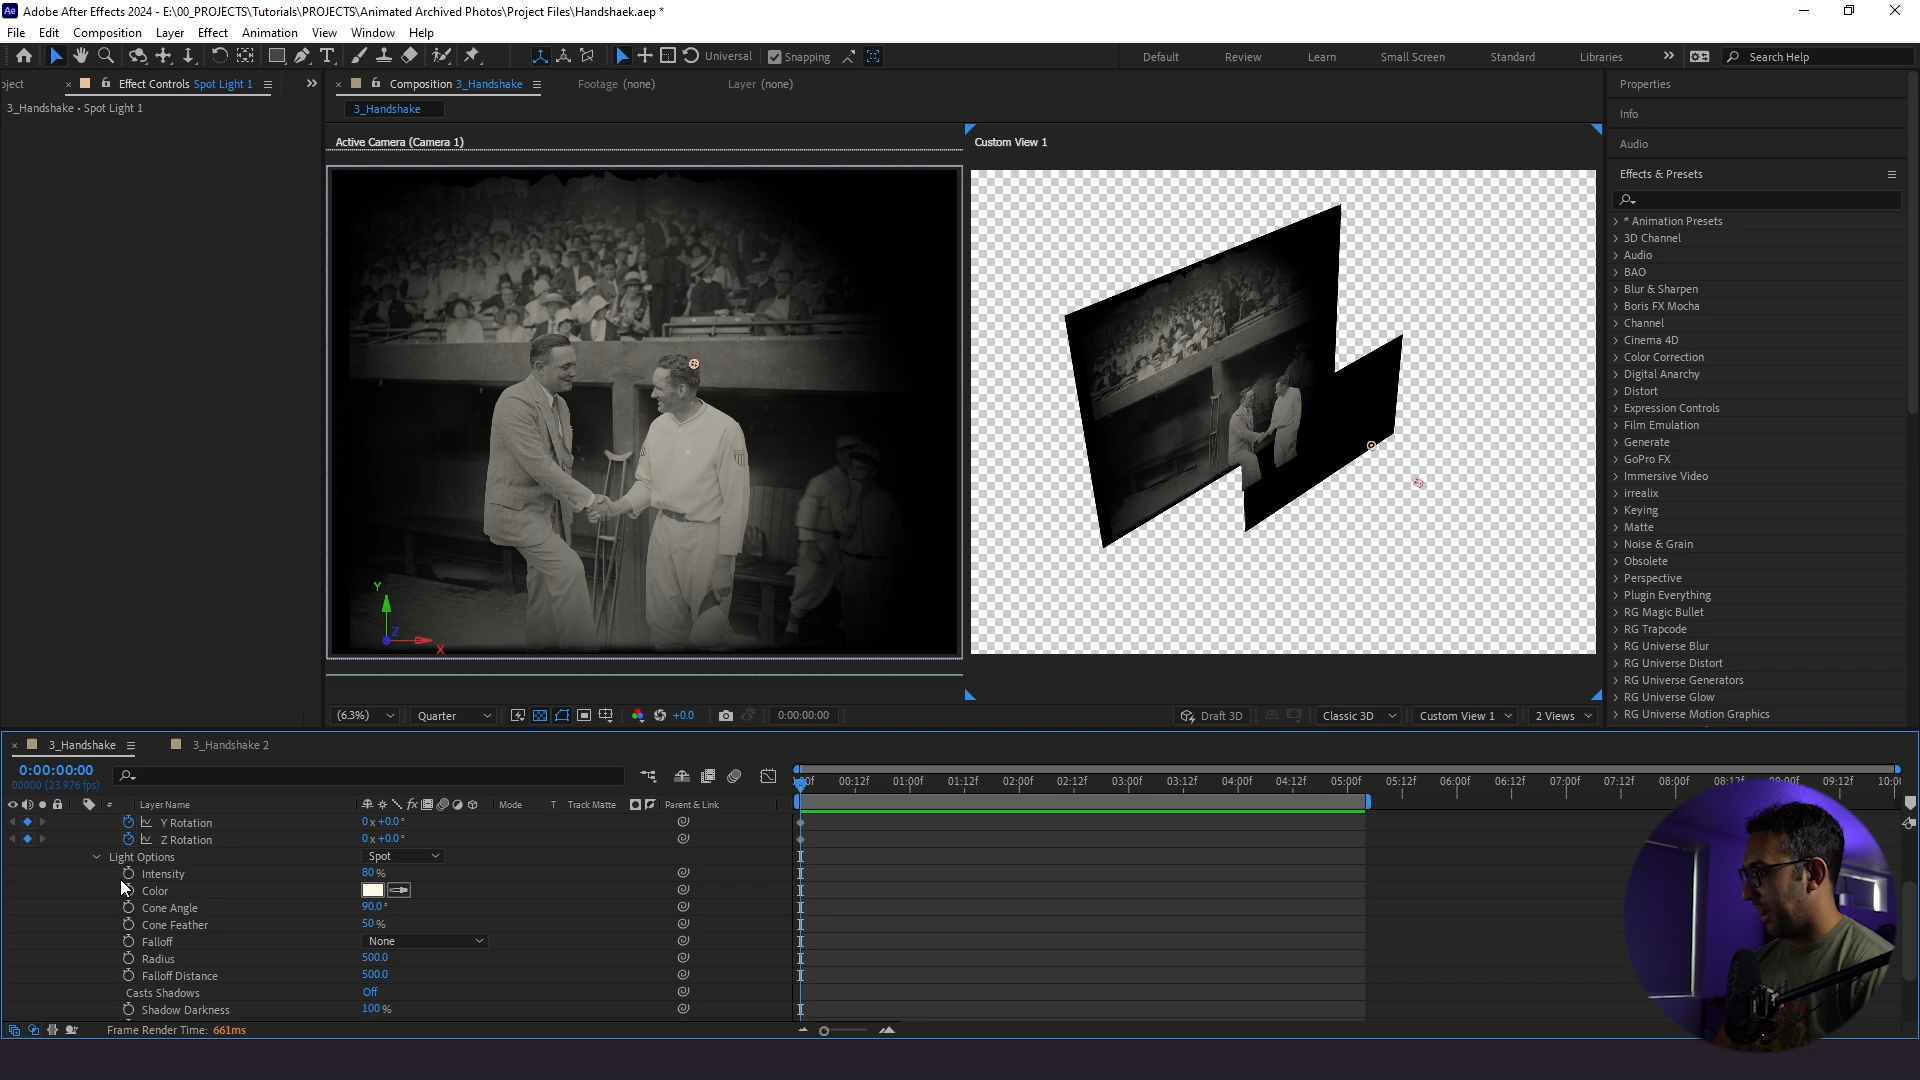 Ae Adobe After Effects 2024 - E:\00_PROJECTS\Tutorials\PROJECTS\Animated Archived Photos\Project Files\Handshaek.aep *
File Edit Composition Layer Effect Animation View Window Help
Universal Snapping Default Review Learn Small Screen Standard Libraries Search Help
oject × Effect Controls Spot Light 1
3_Handshake • Spot Light 1
× Composition 3_Handshake Footage (none) Layer (none)
3_Handshake
Active Camera (Camera 1)
Custom View 1
Y
Z
X
(6.3%) Quarter +0.0 0:00:00:00 Draft 3D Classic 3D Custom View 1 2 Views
Properties
Info
Audio
Effects & Presets
* Animation Presets
3D Channel
Audio
BAO
Blur & Sharpen
Boris FX Mocha
Channel
Cinema 4D
Color Correction
Digital Anarchy
Distort
Expression Controls
Film Emulation
Generate
GoPro FX
Immersive Video
irrealix
Keying
Matte
Noise & Grain
Obsolete
Perspective
Plugin Everything
RG Magic Bullet
RG Trapcode
RG Universe Blur
RG Universe Distort
RG Universe Generators
RG Universe Glow
RG Universe Motion Graphics
× 3_Handshake 3_Handshake 2
0:00:00:00
00000 (23.976 fps)
:00f 00:12f 01:00f 01:12f 02:00f 02:12f 03:00f 03:12f 04:00f 04:12f 05:00f 05:12f 06:00f 06:12f 07:00f 07:12f 08:00f 08:12f 09:00f 09:12f 10:0
# Layer Name fx Mode T Track Matte Parent & Link
Y Rotation 0 x +0.0 °
Z Rotation 0 x +0.0 °
Light Options Spot
Intensity 80 %
Color
Cone Angle 90.0 °
Cone Feather 50 %
Falloff None
Radius 500.0
Falloff Distance 500.0
Casts Shadows Off
Shadow Darkness 100 %
Frame Render Time: 661ms